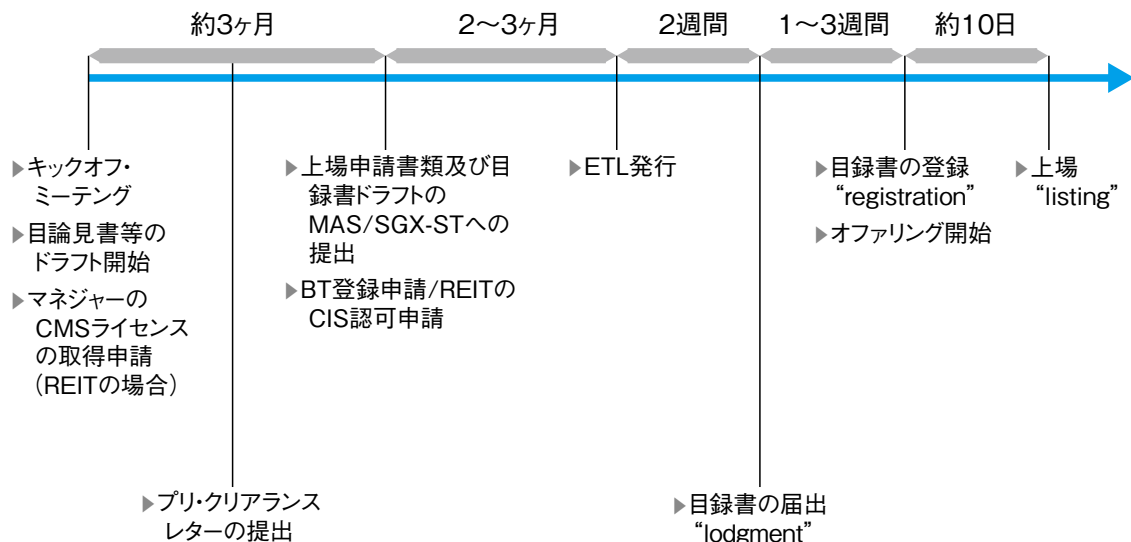 約3ヶ月
2〜3ヶ月
2週間
1〜3週間
約10日
▶キックオフ・
ミーテング
▶目論見書等の
ドラフト開始
▶マネジャーの
CMSライセンス
の取得申請
(REITの場合)
▶プリ・クリアランス
レターの提出
▶上場申請書類及び目
録書ドラフトの
MAS/SGX-STへの
提出
▶BT登録申請/REITの
CIS認可申請
▶ETL発行
▶目録書の届出
“lodgment”
▶目録書の登録
“registration”
▶オファリング開始
▶上場
“listing”